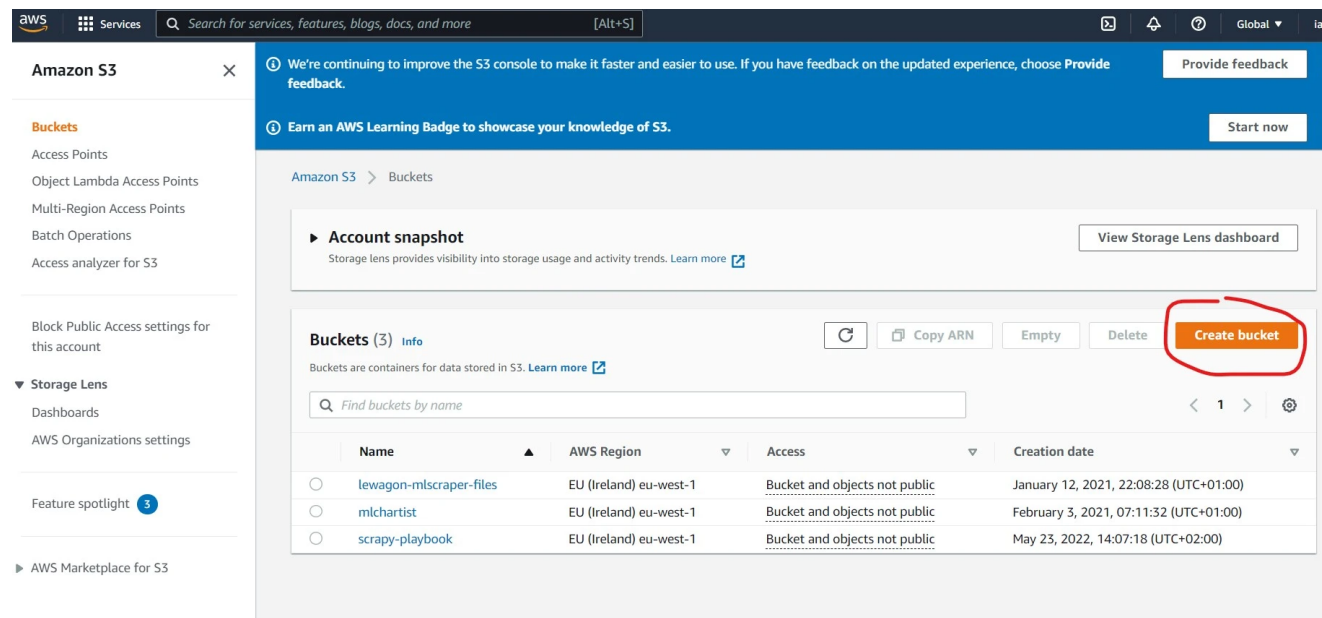 aws Services Search for services, features, blogs, docs, and more [Alt+S] Global ▼
Amazon S3
We're continuing to improve the S3 console to make it faster and easier to use. If you have feedback on the updated experience, choose Provide
feedback.
Provide feedback
Earn an AWS Learning Badge to showcase your knowledge of S3.
Start now
Buckets
Access Points
Object Lambda Access Points
Multi-Region Access Points
Batch Operations
Access analyzer for S3
Block Public Access settings for
this account
Storage Lens
Dashboards
AWS Organizations settings
Feature spotlight 3
AWS Marketplace for S3
Amazon S3 > Buckets
Account snapshot
Storage lens provides visibility into storage usage and activity trends. Learn more
View Storage Lens dashboard
Buckets (3) Info
Copy ARN Empty Delete Create bucket
Buckets are containers for data stored in S3. Learn more
Find buckets by name
< 1 >
Name AWS Region Access Creation date
lewagon-mlscraper-files EU (Ireland) eu-west-1 Bucket and objects not public January 12, 2021, 22:08:28 (UTC+01:00)
mlchartist EU (Ireland) eu-west-1 Bucket and objects not public February 3, 2021, 07:11:32 (UTC+01:00)
scrapy-playbook EU (Ireland) eu-west-1 Bucket and objects not public May 23, 2022, 14:07:18 (UTC+02:00)